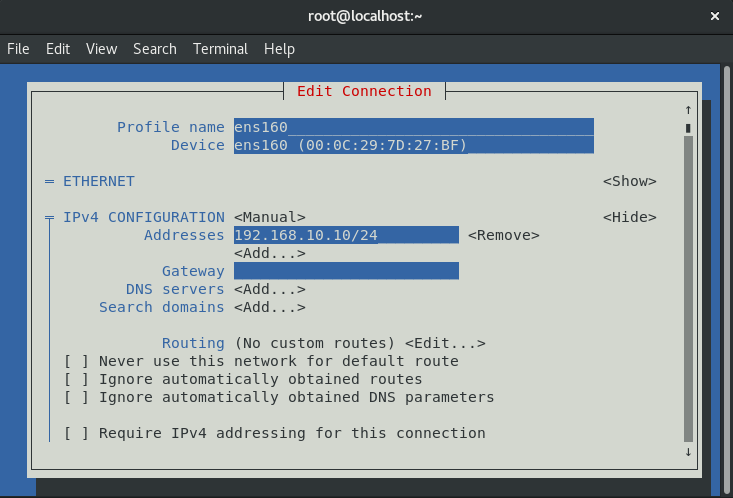 root@localhost:~ ×
File Edit View Search Terminal Help
Edit Connection
↑
Profile name ens160
Device ens160 (00:0C:29:7D:27:BF)
═ ETHERNET <Show>
╤ IPv4 CONFIGURATION <Manual> <Hide>
Addresses 192.168.10.10/24 <Remove>
<Add...>
Gateway
DNS servers <Add...>
Search domains <Add...>
Routing (No custom routes) <Edit...>
[ ] Never use this network for default route
[ ] Ignore automatically obtained routes
[ ] Ignore automatically obtained DNS parameters
[ ] Require IPv4 addressing for this connection
↓